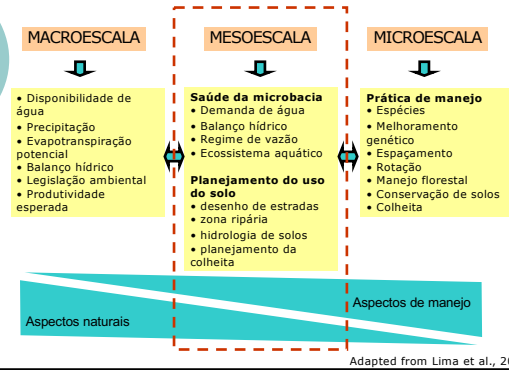 MACROESCALA
MESOESCALA
MICROESCALA
• Disponibilidade de
água
• Precipitação
• Evapotranspiração
potencial
• Balanço hídrico
• Legislação ambiental
• Produtividade
esperada
Saúde da microbacia
• Demanda de água
• Balanço hídrico
• Regime de vazão
• Ecossistema aquático
Planejamento do uso
do solo
• desenho de estradas
• zona ripária
• hidrologia de solos
• planejamento da
colheita
Prática de manejo
• Espécies
• Melhoramento
genético
• Espaçamento
• Rotação
• Manejo florestal
• Conservação de solos
• Colheita
Aspectos de manejo
Aspectos naturais
Adapted from Lima et al.,